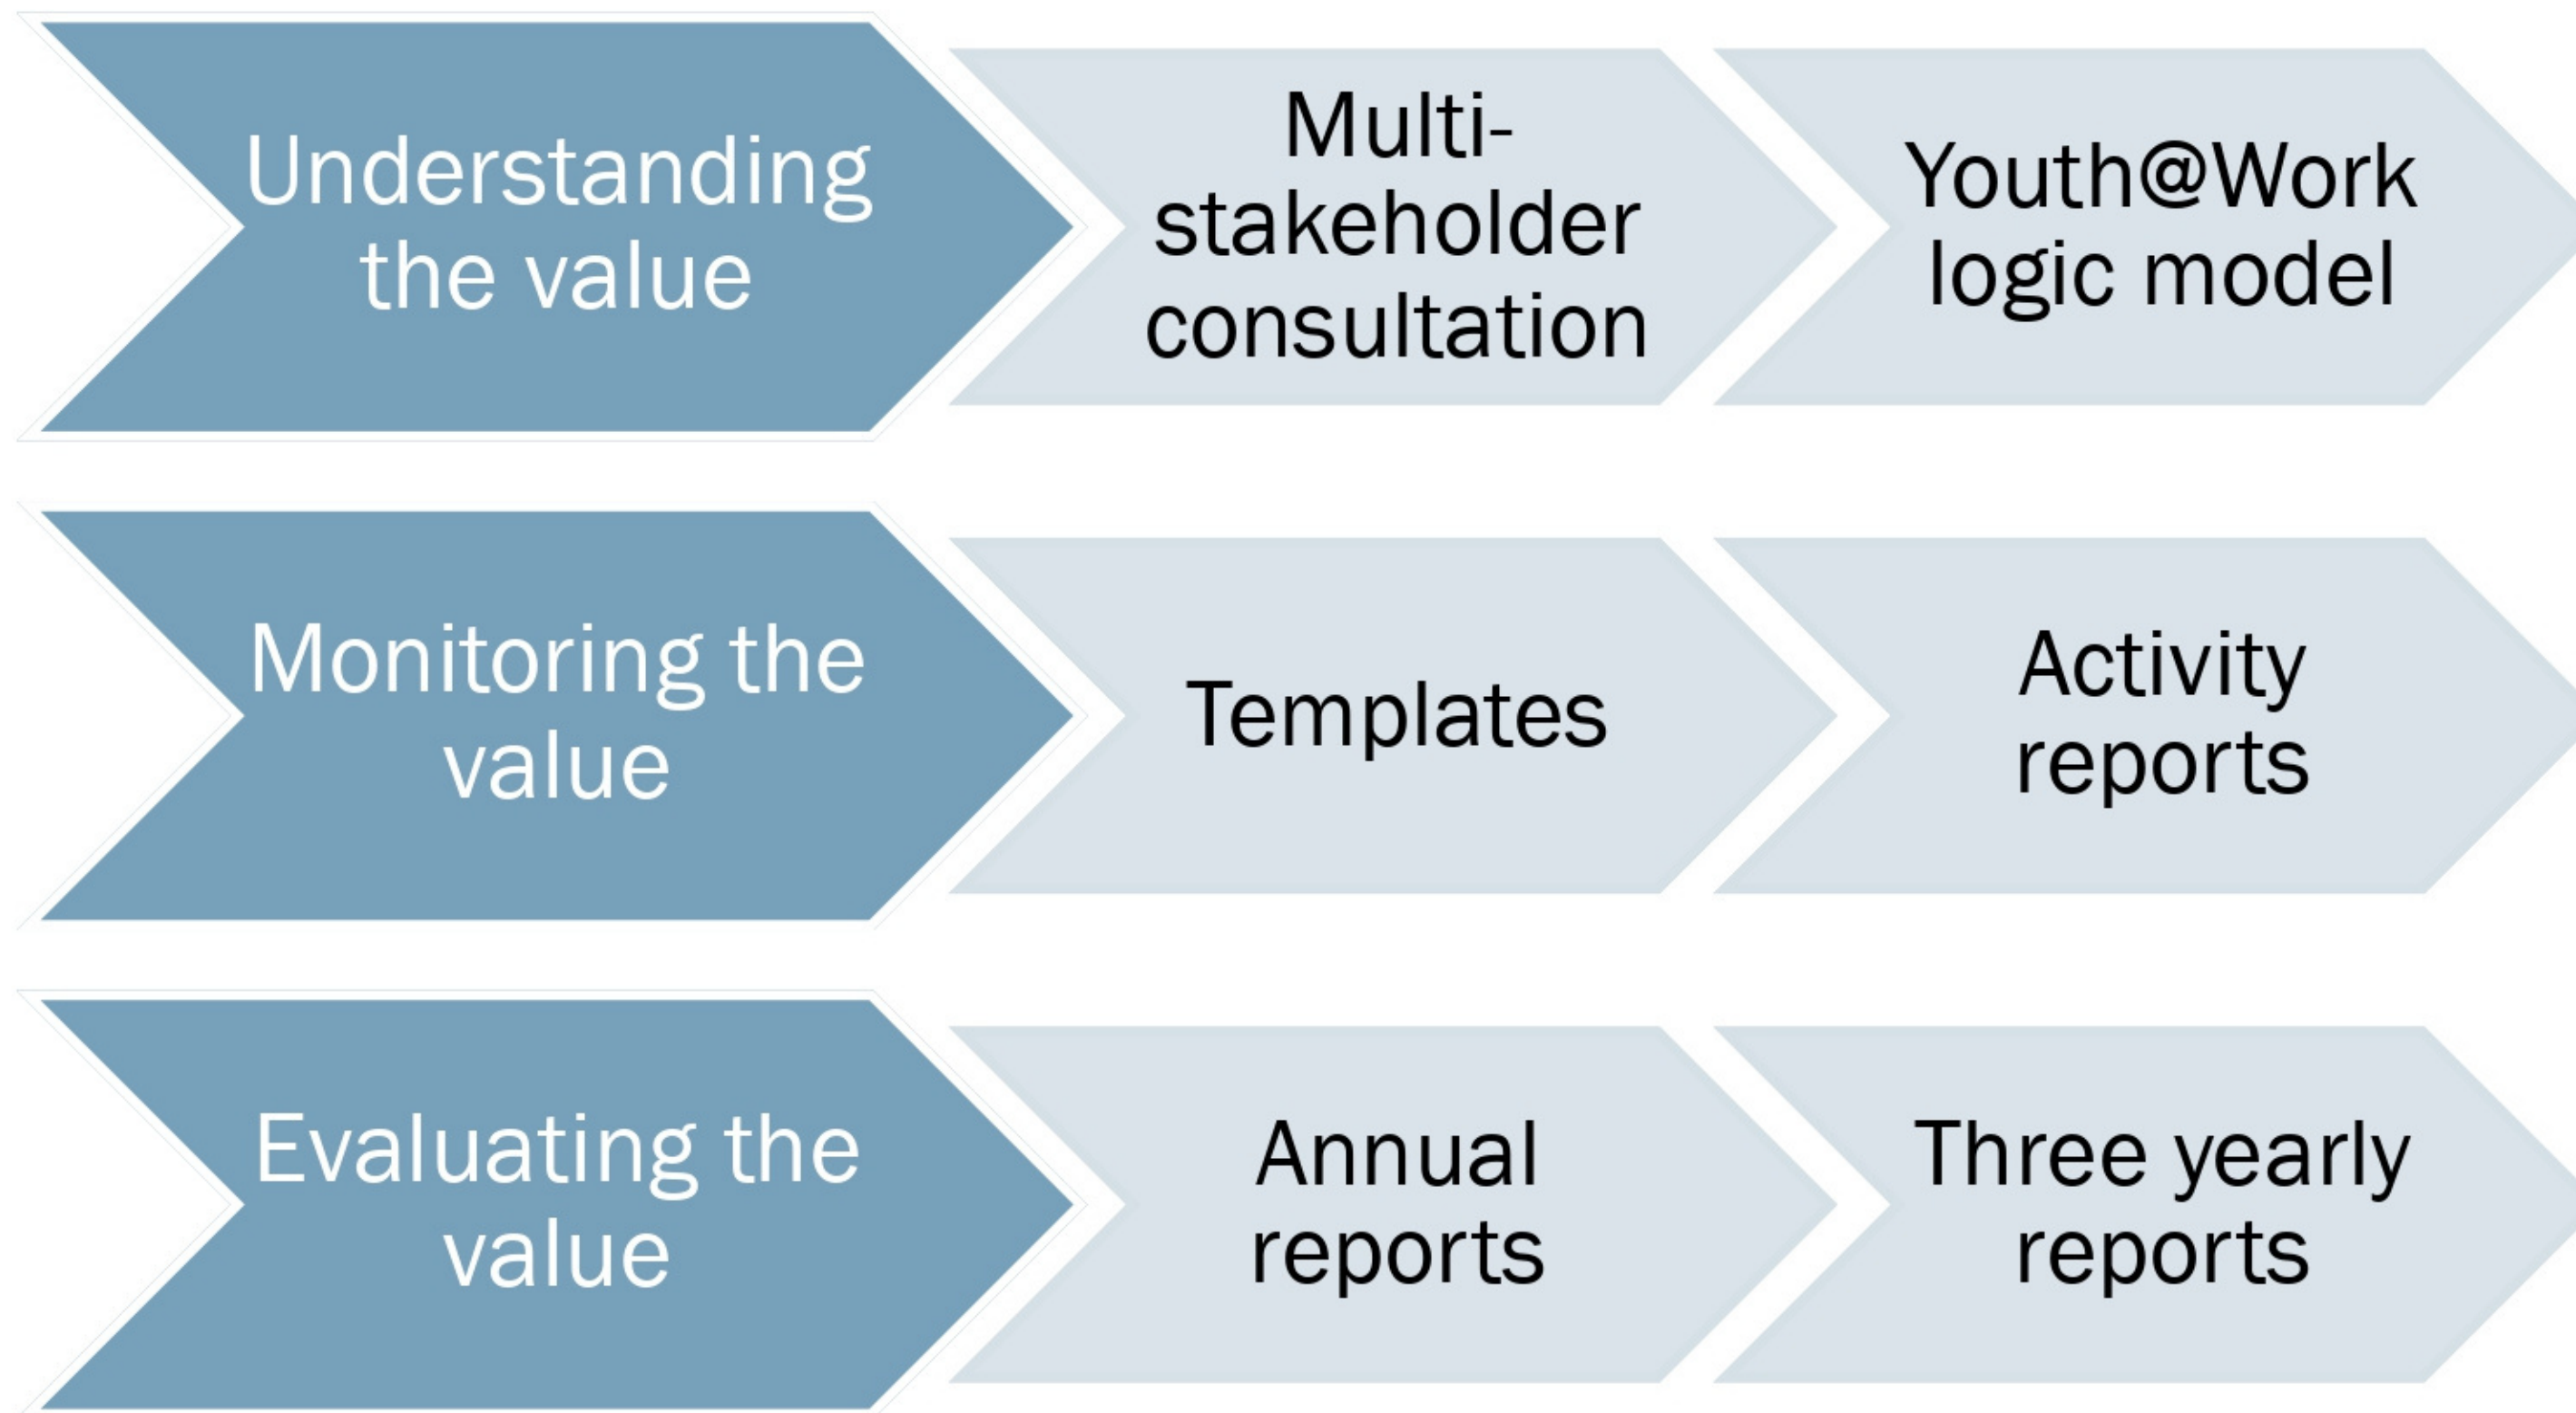 Understanding
the value
Multi-
stakeholder
consultation
Youth@Work
logic model
Monitoring the
value
Templates
Activity
reports
Evaluating the
value
Annual
reports
Three yearly
reports